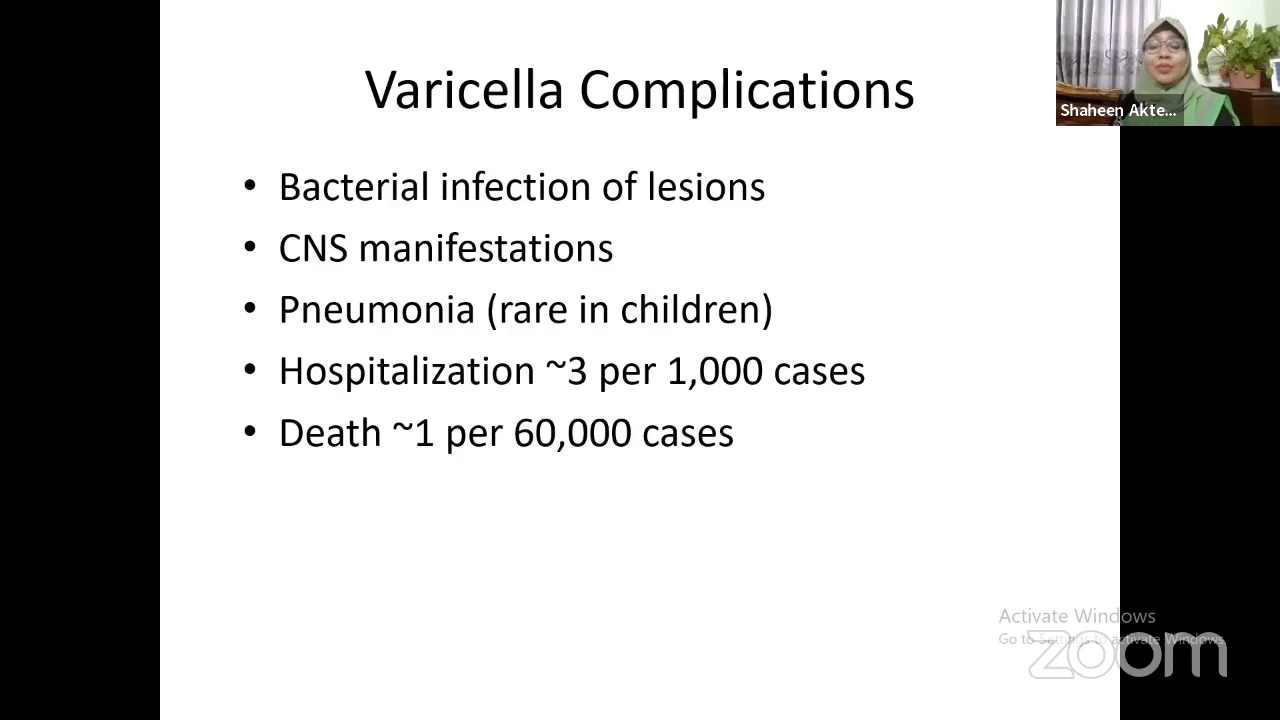 Varicella Complications
Shaheen Akte...
• Bacterial infection of lesions
• CNS manifestations
• Pneumonia (rare in children)
• Hospitalization ~3 per 1,000 cases
• Death ~1 per 60,000 cases
Activate Windows
Go to Settings to activate Windows.
zoom